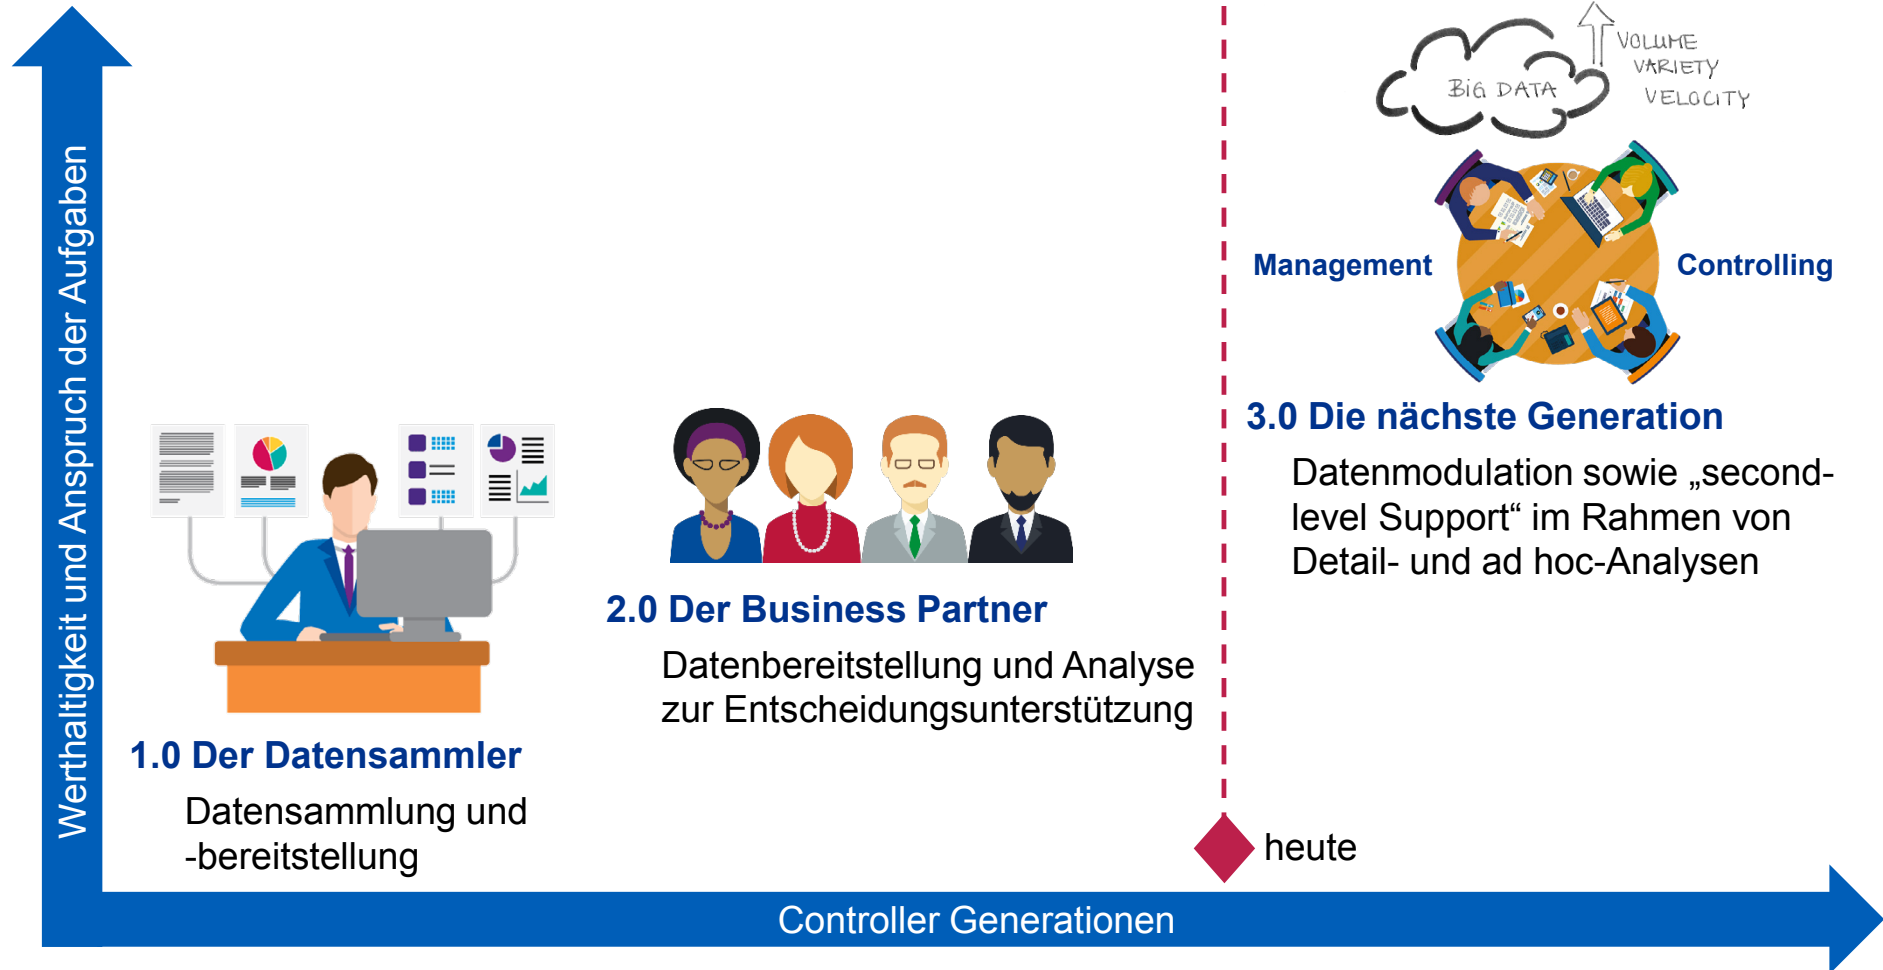 Werthaltigkeit und Anspruch der Aufgaben
1.0 Der Datensammler
Datensammlung und
-bereitstellung
2.0 Der Business Partner
Datenbereitstellung und Analyse
zur Entscheidungsunterstützung
BIG DATA
VOLUME
VARIETY
VELOCITY
Management
Controlling
3.0 Die nächste Generation
Datenmodulation sowie „second-
level Support“ im Rahmen von
Detail- und ad hoc-Analysen
heute
Controller Generationen